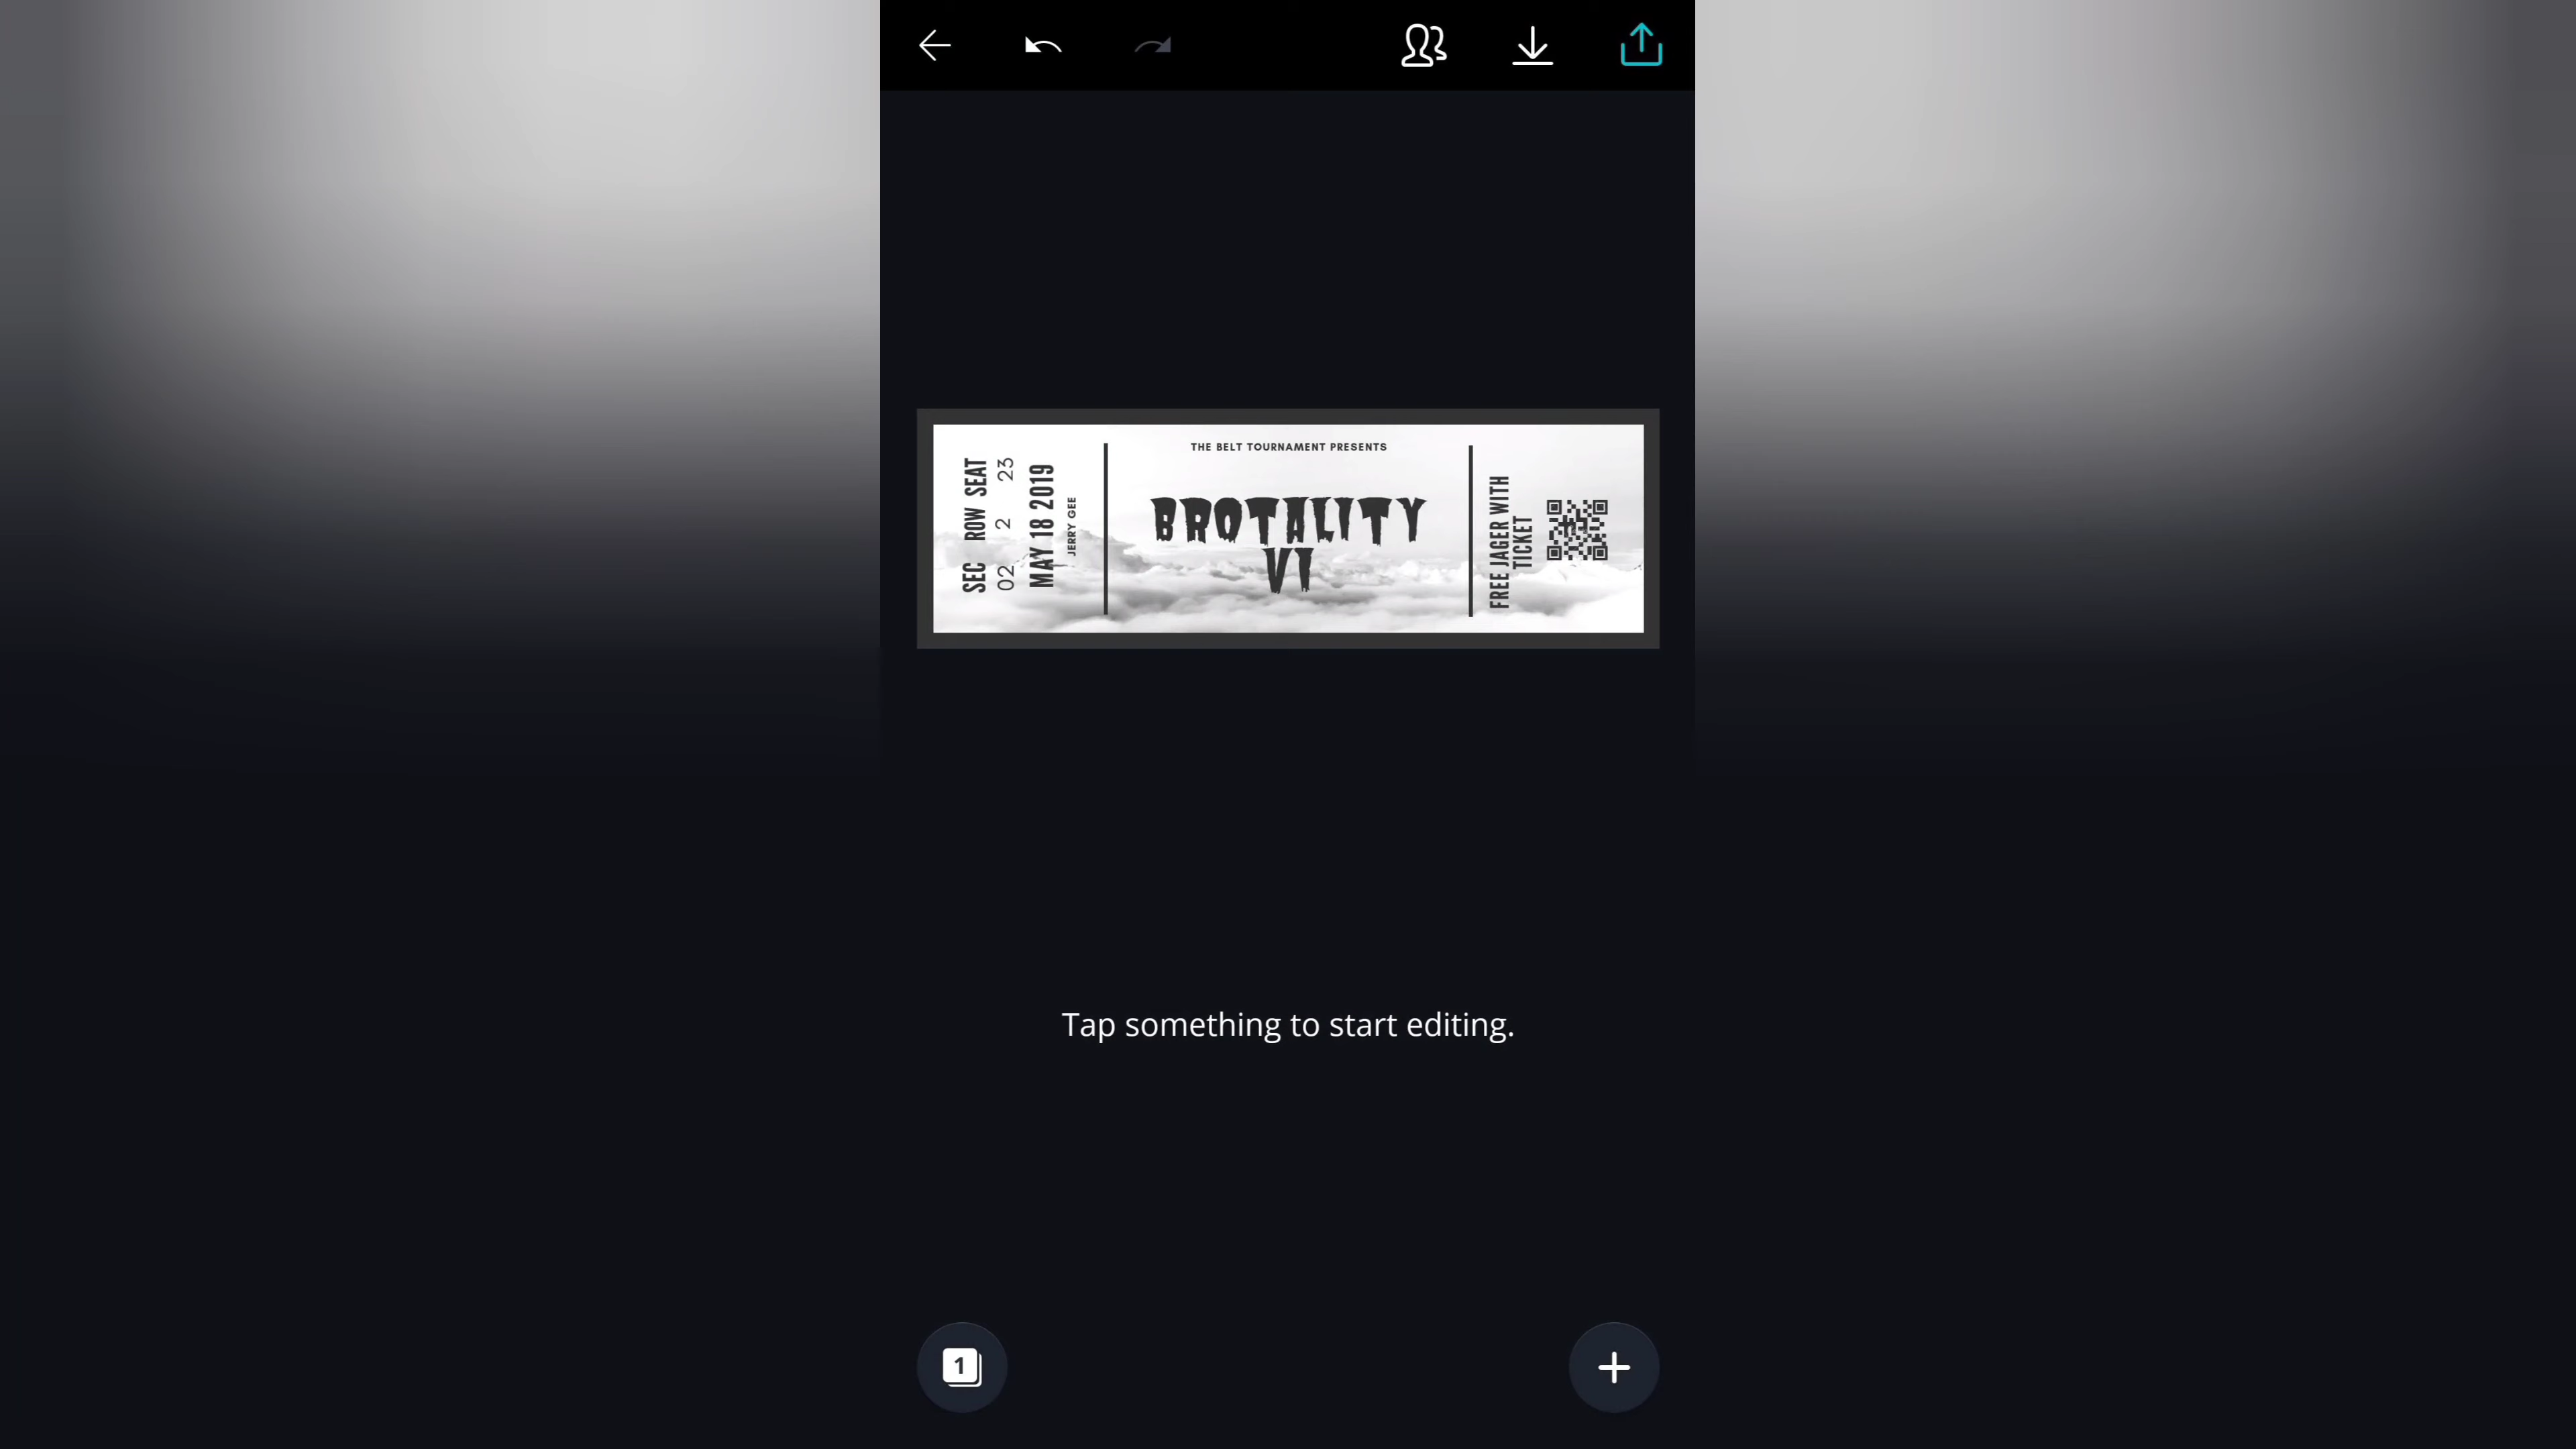 SEC ROW SEAT
02 2 23
MAY 18 2019
JERRY GEE
THE BELT TOURNAMENT PRESENTS
BROTALITY
VI
FREE JAGER WITH
TICKET
Tap something to start editing.
1